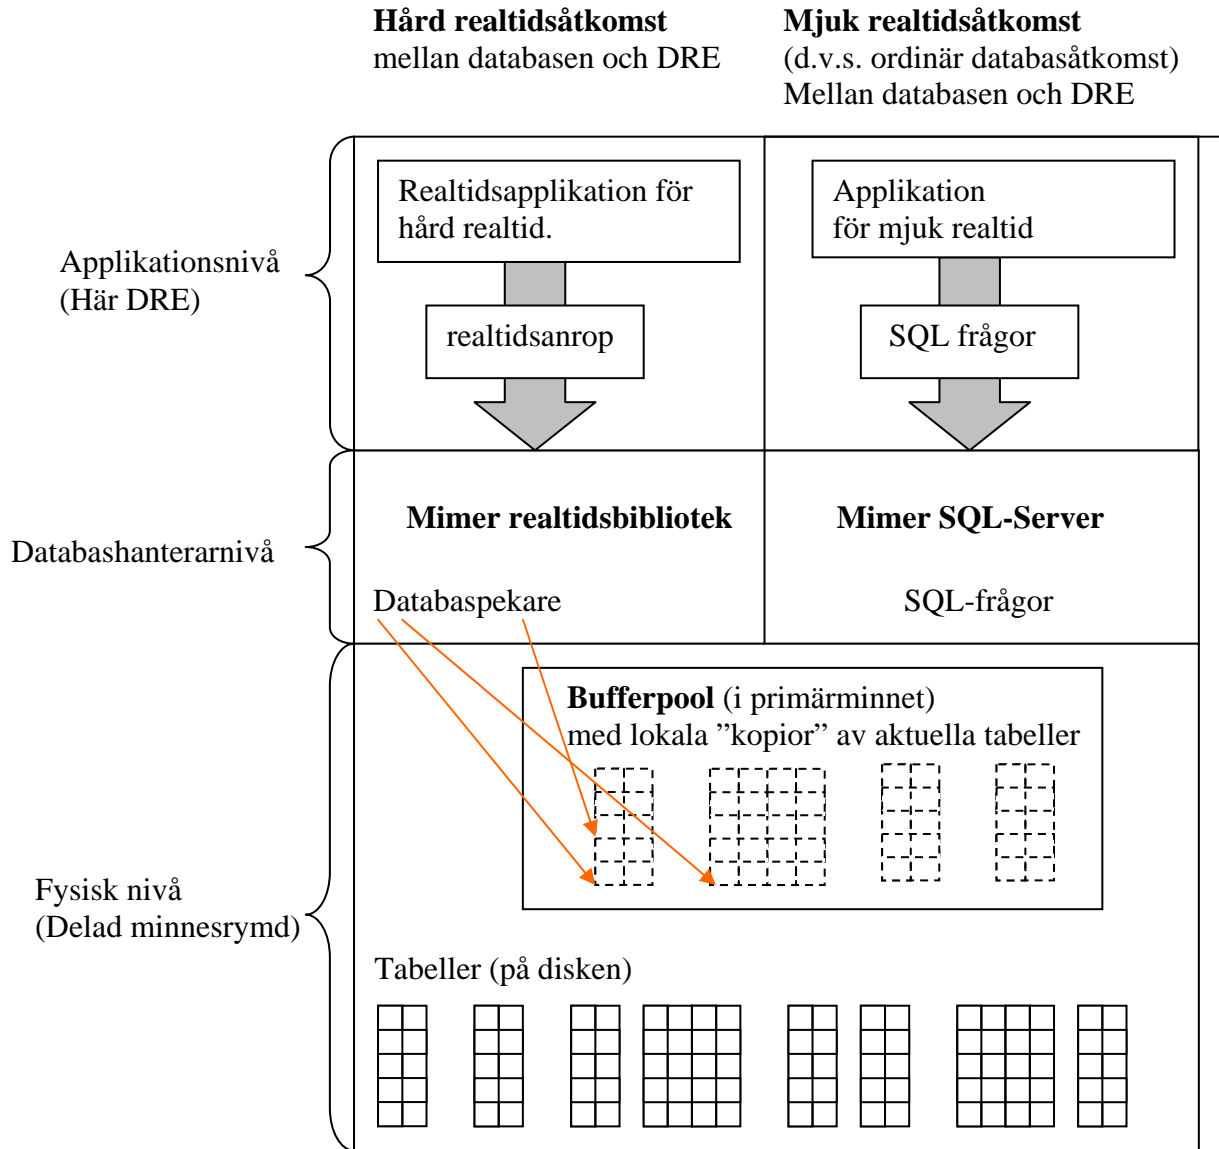 Hård realtidsåtkomst
mellan databasen och DRE
Mjuk realtidsåtkomst
(d.v.s. ordinär databasåtkomst)
Mellan databasen och DRE
Applikationsnivå
(Här DRE)
Realtidsapplikation för
hård realtid.
realtidsanrop
Applikation
för mjuk realtid
SQL frågor
Databashanterarnivå
Mimer realtidsbibliotek
Databaspekare
Mimer SQL-Server
SQL-frågor
Fysisk nivå
(Delad minnesrymd)
Bufferpool (i primärminnet)
med lokala ”kopior” av aktuella tabeller
Tabeller (på disken)